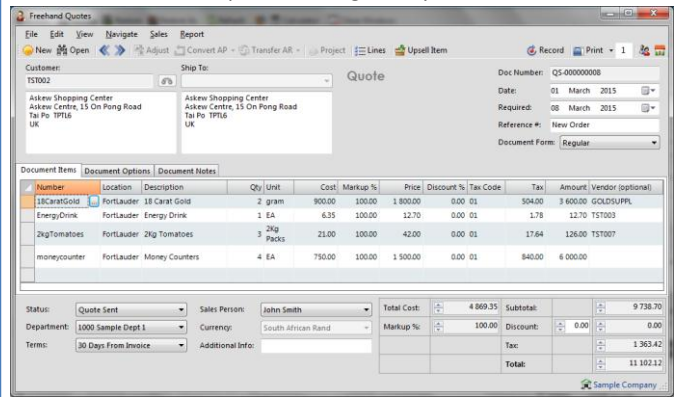 Freehand Quotes
File Edit View Navigate Sales Report
New Open Adjust Convert AP Transfer AR Project Lines Upsell Item Record Print 1
Customer: Ship To: Quote Doc Number: QS-000000008
TST002 Date: 01 March 2015
Askew Shopping Center Askew Shopping Center Required: 08 March 2015
Askew Centre, 15 On Pong Road Askew Centre, 15 On Pong Road
Tai Po TPTL6 Tai Po TPTL6 Reference #: New Order
UK UK
Document Form: Regular
Document Items Document Options Document Notes
Number Location Description Qty Unit Cost Markup % Price Discount % Tax Code Tax Amount Vendor (optional)
18CaratGold ... FortLauder 18 Carat Gold 2 gram 900.00 100.00 1 800.00 0.00 01 504.00 3 600.00 GOLDSUPPL
EnergyDrink FortLauder Energy Drink 1 EA 6.35 100.00 12.70 0.00 01 1.78 12.70 TST003
2kgTomatoes FortLauder 2Kg Tomatoes 3 2Kg Packs 21.00 100.00 42.00 0.00 01 17.64 126.00 TST007
moneycounter FortLauder Money Counters 4 EA 750.00 100.00 1 500.00 0.00 01 840.00 6 000.00
Status: Quote Sent Sales Person: John Smith Total Cost: 4 869.35 Subtotal: 9 738.70
Department: 1000 Sample Dept 1 Currency: South African Rand Markup %: 100.00 Discount: 0.00 0.00
Terms: 30 Days From Invoice Additional Info: Tax: 1 363.42
Total: 11 102.12
Sample Company